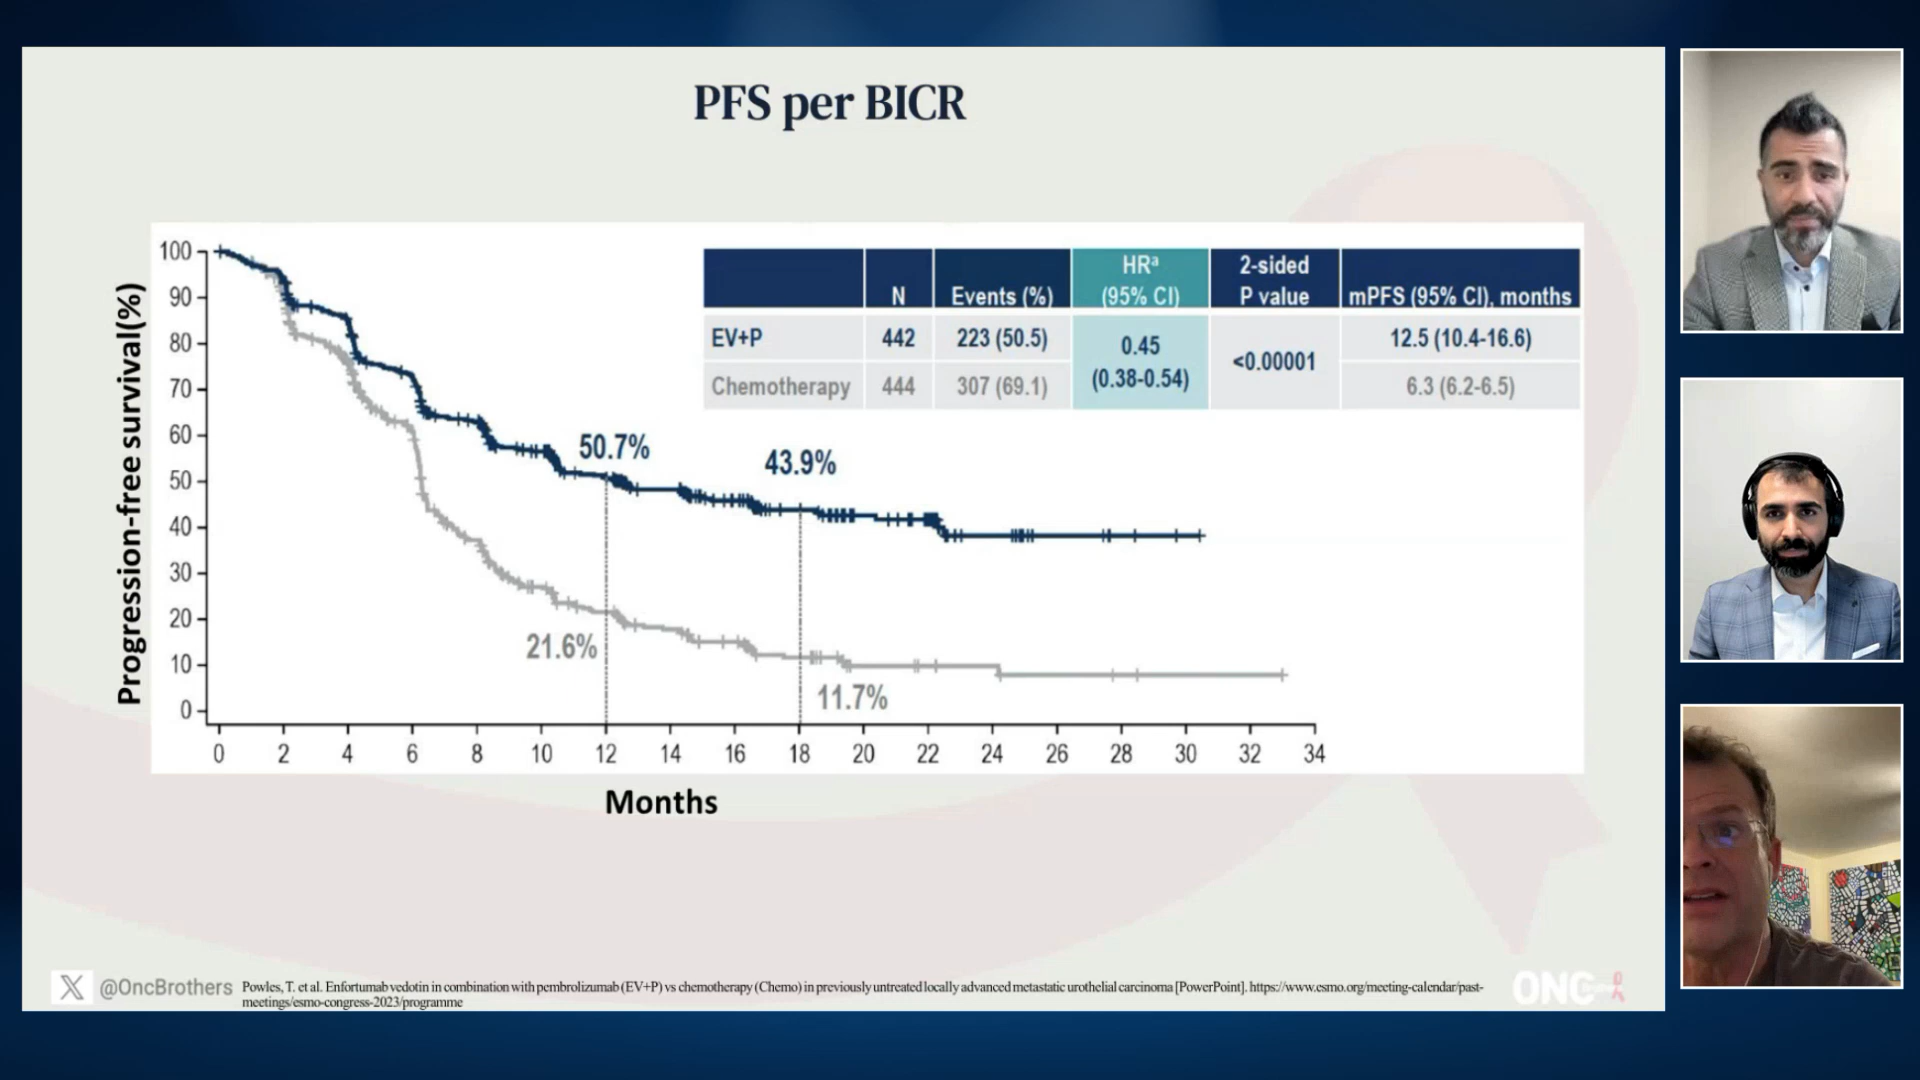 PFS per BICR
Progression-free survival(%)
100
90
80
70
60
50
40
30
20
10
0
0 2 4 6 8 10 12 14 16 18 20 22 24 26 28 30 32 34
Months
50.7%
43.9%
21.6%
11.7%
N Events (%) HRª (95% CI) 2-sided P value mPFS (95% CI), months
EV+P 442 223 (50.5) 0.45 (0.38-0.54) <0.00001 12.5 (10.4-16.6)
Chemotherapy 444 307 (69.1) 6.3 (6.2-6.5)
X @OncBrothers
Powles, T. et al. Enfortumab vedotin in combination with pembrolizumab (EV+P) vs chemotherapy (Chemo) in previously untreated locally advanced metastatic urothelial carcinoma [PowerPoint]. https://www.esmo.org/meeting-calendar/past-
meetings/esmo-congress-2023/programme
ONC